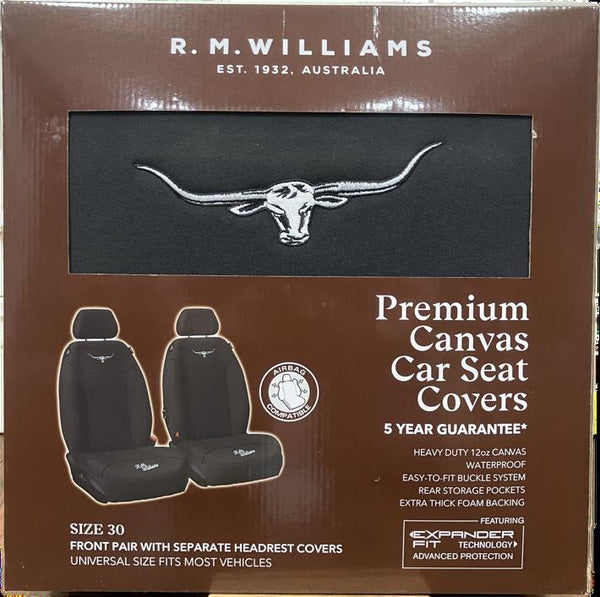 R.M.WILLIAMS
EST. 1932, AUSTRALIA
Premium
Canvas
Car Seat
Covers
5 YEAR GUARANTEE*
HEAVY DUTY 12oz CANVAS
WATERPROOF
EASY-TO-FIT BUCKLE SYSTEM
REAR STORAGE POCKETS
EXTRA THICK FOAM BACKING
FEATURING
EXPANDER
FIT TECHNOLOGY
ADVANCED PROTECTION
AIRBAG
COMPATIBLE
R.M.
Williams
R.M.
Williams
SIZE 30
FRONT PAIR WITH SEPARATE HEADREST COVERS
UNIVERSAL SIZE FITS MOST VEHICLES